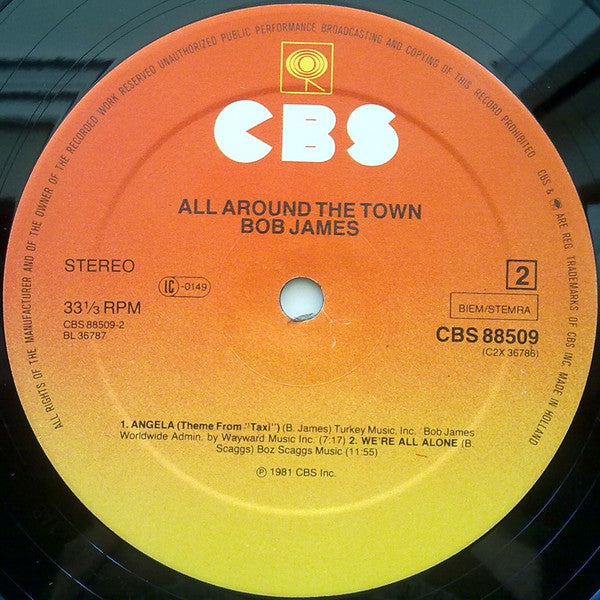 ALL RIGHTS OF THE MANUFACTURER AND OF THE OWNER OF THE RECORDED WORK RESERVED UNAUTHORIZED PUBLIC PERFORMANCE BROADCASTING AND COPYING OF THIS RECORD PROHIBITED CBS & ARE REG TRADEMARKS OF CBS INC. MADE IN HOLLAND
CBS
ALL AROUND THE TOWN
BOB JAMES
STEREO
LC-0149
2
33⅓ RPM
BIEM/STEMRA
CBS 88509-2
CBS 88509
BL 36787
(C2X 36786)
1. ANGELA (Theme From "Taxi") (B. James) Turkey Music, Inc. Bob James
Worldwide Admin. by Wayward Music Inc. (7:17) 2. WE'RE ALL ALONE (B.
Scaggs) Boz Scaggs Music (11:55)
℗ 1981 CBS Inc.